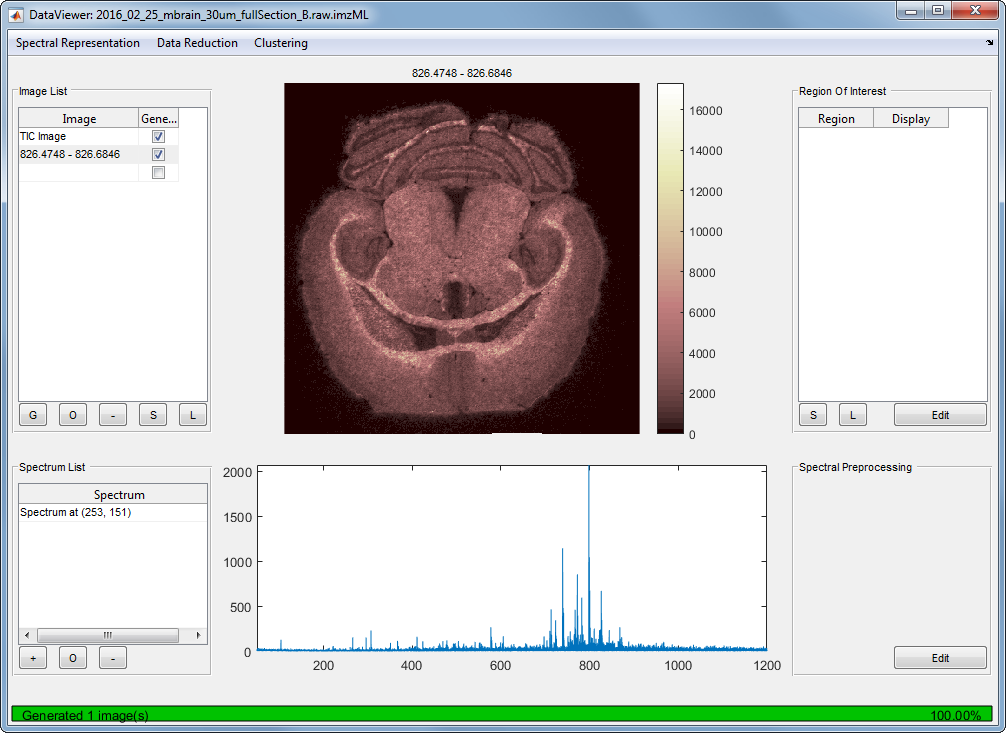 DataViewer: 2016_02_25_mbrain_30um_fullSection_B.raw.imzML
Spectral Representation Data Reduction Clustering
Image List
Image Gene...
TIC Image
826.4748 - 826.6846
G O - S L
826.4748 - 826.6846
16000
14000
12000
10000
8000
6000
4000
2000
0
Region Of Interest
Region Display
S L Edit
Spectrum List
Spectrum
Spectrum at (253, 151)
+ O -
2000
1500
1000
500
0
200 400 600 800 1000 1200
Spectral Preprocessing
Edit
Generated 1 image(s) 100.00%